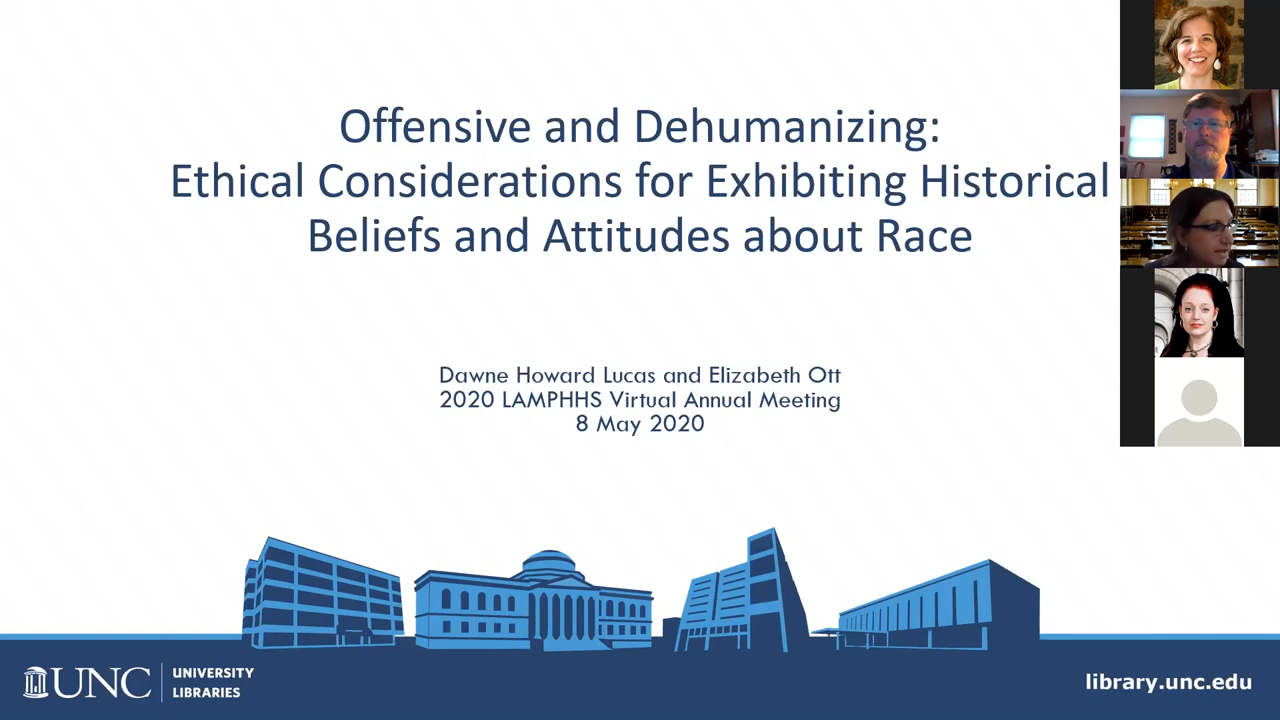 Offensive and Dehumanizing:
Ethical Considerations for Exhibiting Historical
Beliefs and Attitudes about Race
Dawne Howard Lucas and Elizabeth Ott
2020 LAMPHHS Virtual Annual Meeting
8 May 2020
UNC
UNIVERSITY
LIBRARIES
library.unc.edu